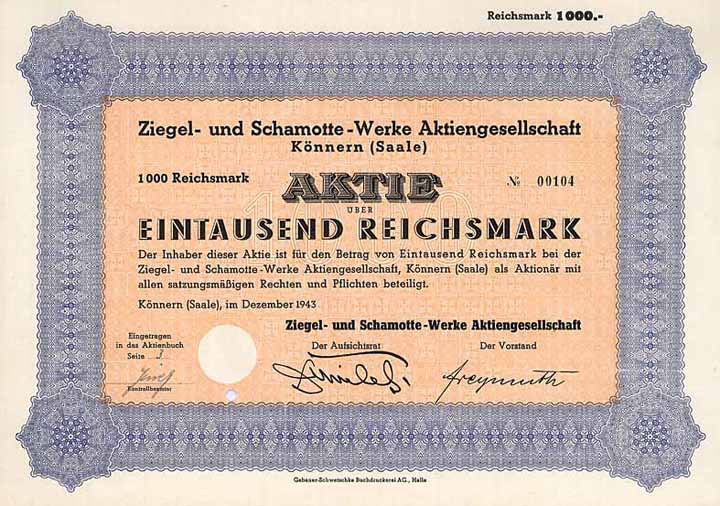 Reichsmark 1000.-
Ziegel- und Schamotte-Werke Aktiengesellschaft
Könnern (Saale)
1000 Reichsmark AKTIE № 00104
ÜBER
1000
EINTAUSEND REICHSMARK
Der Inhaber dieser Aktie ist für den Betrag von Eintausend Reichsmark bei der
Ziegel- und Schamotte-Werke Aktiengesellschaft, Könnern (Saale) als Aktionär mit
allen satzungsmäßigen Rechten und Pflichten beteiligt.
Könnern (Saale), im Dezember 1943
Ziegel- und Schamotte-Werke Aktiengesellschaft
Eingetragen
in das Aktienbuch
Seite 3
Kontrollbeamter
Der Aufsichtsrat
Der Vorstand
Freymuth
Gebauer-Schwetschke Buchdruckerei AG., Halle